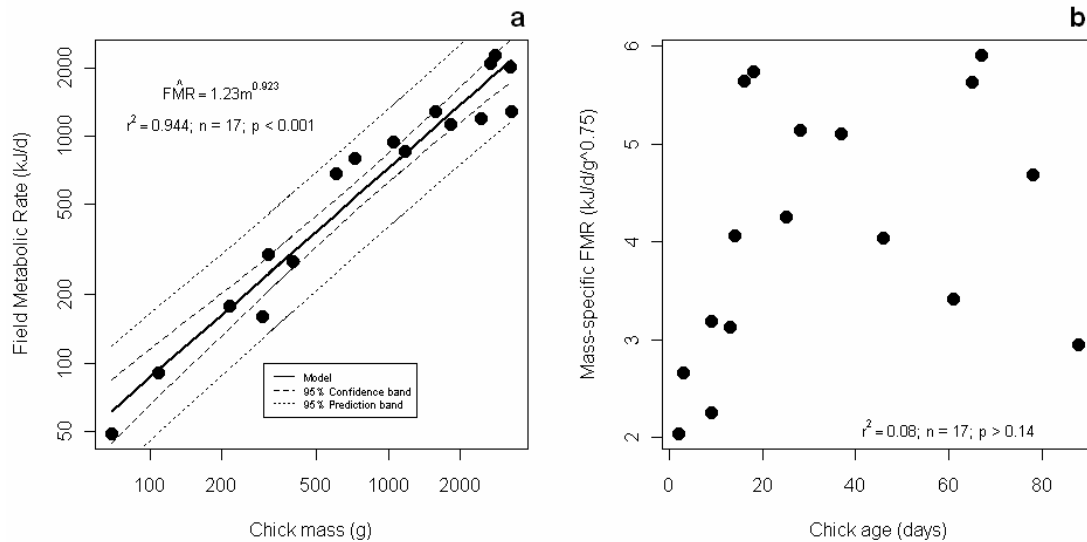 a
2000
1000
500
200
100
50
Field Metabolic Rate (kJ/d)
^
FMR = 1.23m^0.923
r^2 = 0.944; n = 17; p < 0.001
Model
95% Confidence band
95% Prediction band
100 200 500 1000 2000
Chick mass (g)
b
6
5
4
3
2
Mass-specific FMR (kJ/d/g^0.75)
r^2 = 0.08; n = 17; p > 0.14
0 20 40 60 80
Chick age (days)